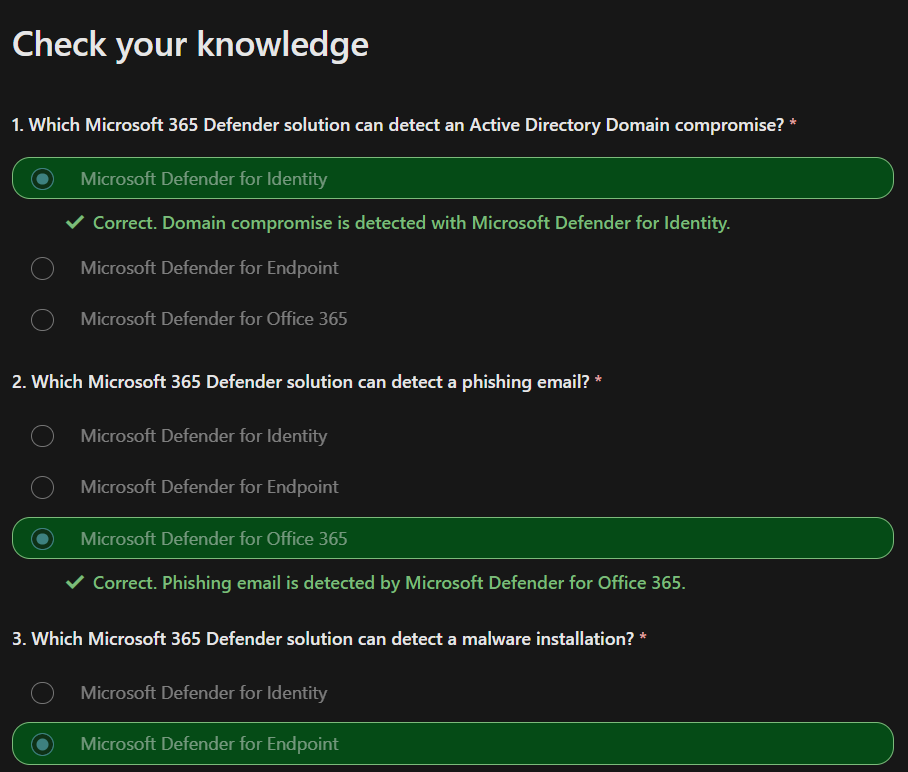 Check your knowledge
1. Which Microsoft 365 Defender solution can detect an Active Directory Domain compromise? *
Microsoft Defender for Identity
Correct. Domain compromise is detected with Microsoft Defender for Identity.
Microsoft Defender for Endpoint
Microsoft Defender for Office 365
2. Which Microsoft 365 Defender solution can detect a phishing email? *
Microsoft Defender for Identity
Microsoft Defender for Endpoint
Microsoft Defender for Office 365
Correct. Phishing email is detected by Microsoft Defender for Office 365.
3. Which Microsoft 365 Defender solution can detect a malware installation? *
Microsoft Defender for Identity
Microsoft Defender for Endpoint